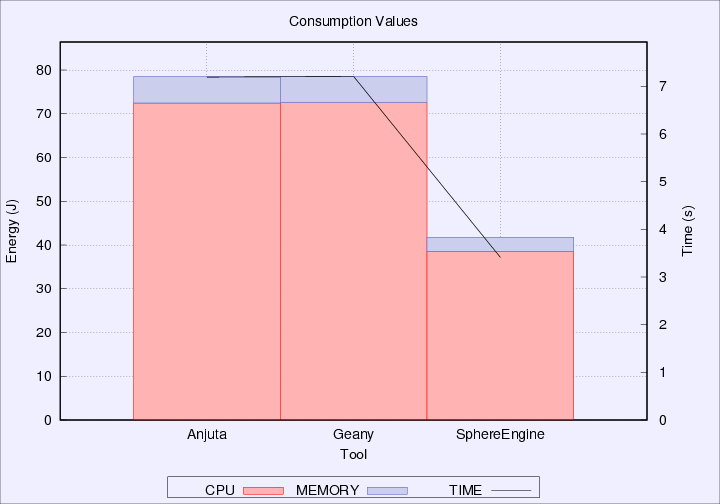 Consumption Values
80
70
60
50
40
30
20
10
0
Energy (J)
7
6
5
4
3
2
1
0
Time (s)
Anjuta Geany SphereEngine
Tool
CPU MEMORY TIME